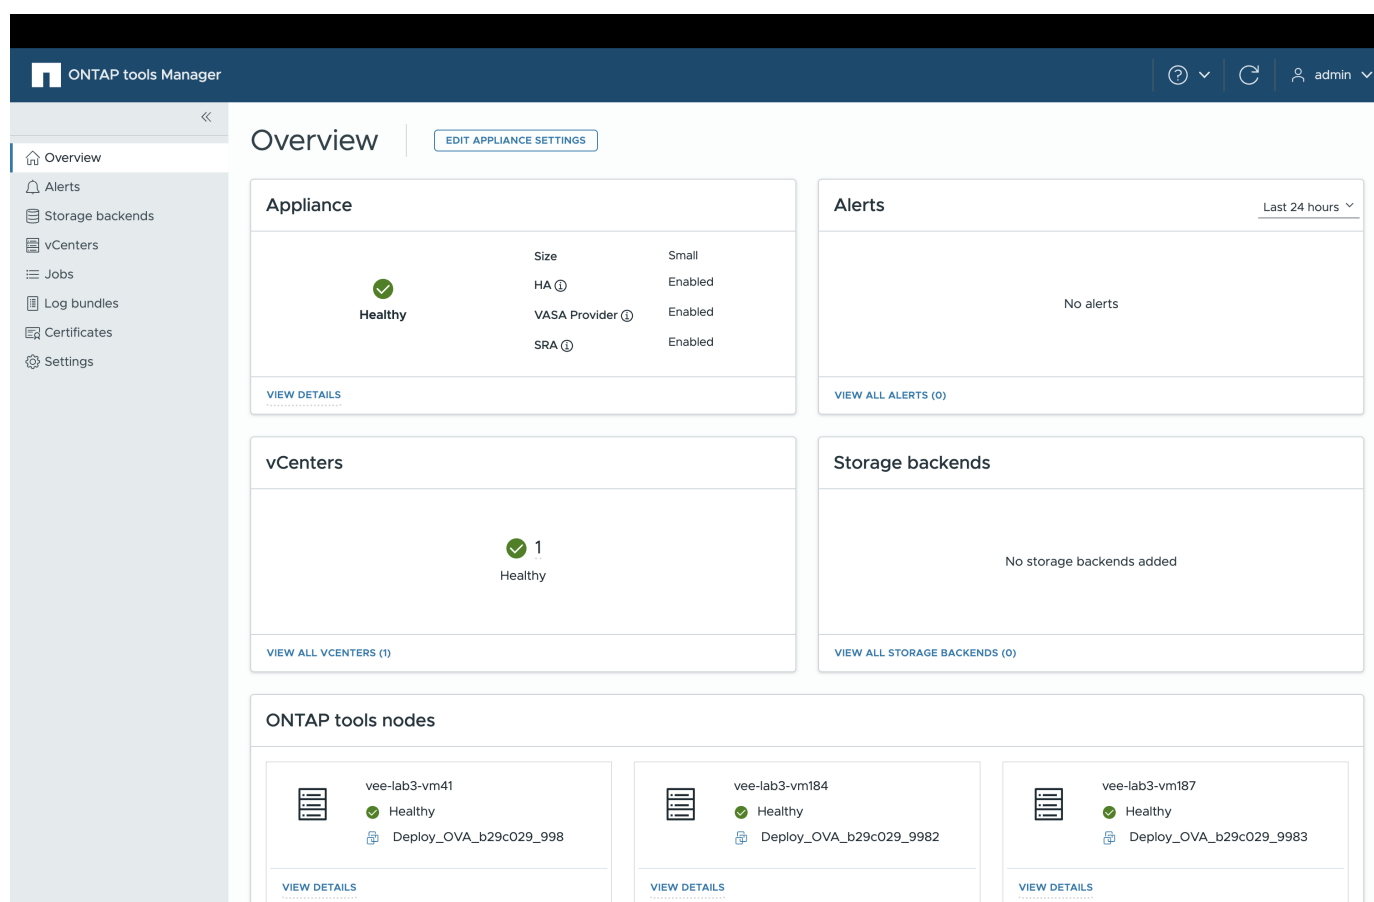 ONTAP tools Manager
admin
Overview
Alerts
Storage backends
vCenters
Jobs
Log bundles
Certificates
Settings
Overview
EDIT APPLIANCE SETTINGS
Appliance
Healthy
Size Small
HA Enabled
VASA Provider Enabled
SRA Enabled
VIEW DETAILS
Alerts
Last 24 hours
No alerts
VIEW ALL ALERTS (0)
vCenters
1
Healthy
VIEW ALL VCENTERS (1)
Storage backends
No storage backends added
VIEW ALL STORAGE BACKENDS (0)
ONTAP tools nodes
vee-lab3-vm41
Healthy
Deploy_OVA_b29c029_998
VIEW DETAILS
vee-lab3-vm184
Healthy
Deploy_OVA_b29c029_9982
VIEW DETAILS
vee-lab3-vm187
Healthy
Deploy_OVA_b29c029_9983
VIEW DETAILS